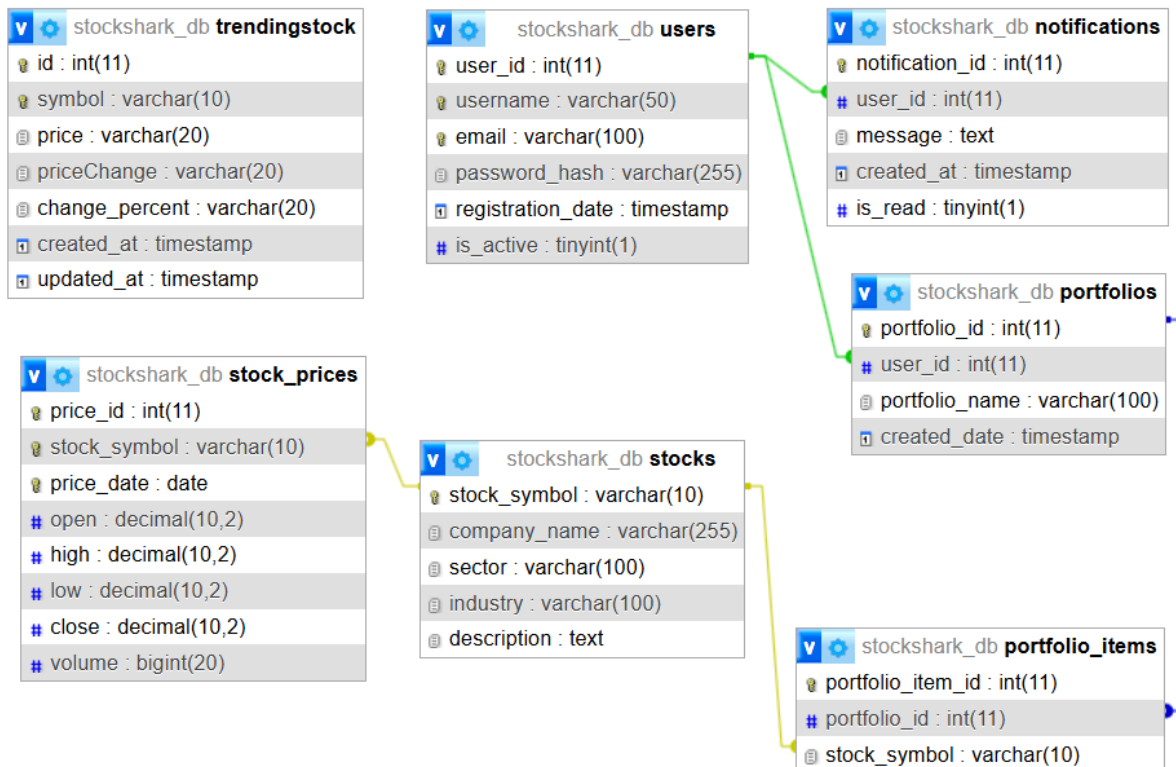 v stockshark_db trendingstock
id : int(11)
symbol : varchar(10)
price : varchar(20)
priceChange : varchar(20)
change_percent : varchar(20)
created_at : timestamp
updated_at : timestamp
v stockshark_db users
user_id : int(11)
username : varchar(50)
email : varchar(100)
password_hash : varchar(255)
registration_date : timestamp
# is_active : tinyint(1)
v stockshark_db notifications
notification_id : int(11)
# user_id : int(11)
message : text
created_at : timestamp
# is_read : tinyint(1)
v stockshark_db portfolios
portfolio_id : int(11)
# user_id : int(11)
portfolio_name : varchar(100)
created_date : timestamp
v stockshark_db stock_prices
price_id : int(11)
stock_symbol : varchar(10)
price_date : date
# open : decimal(10,2)
# high : decimal(10,2)
# low : decimal(10,2)
# close : decimal(10,2)
# volume : bigint(20)
v stockshark_db stocks
stock_symbol : varchar(10)
company_name : varchar(255)
sector : varchar(100)
industry : varchar(100)
description : text
v stockshark_db portfolio_items
portfolio_item_id : int(11)
# portfolio_id : int(11)
stock_symbol : varchar(10)